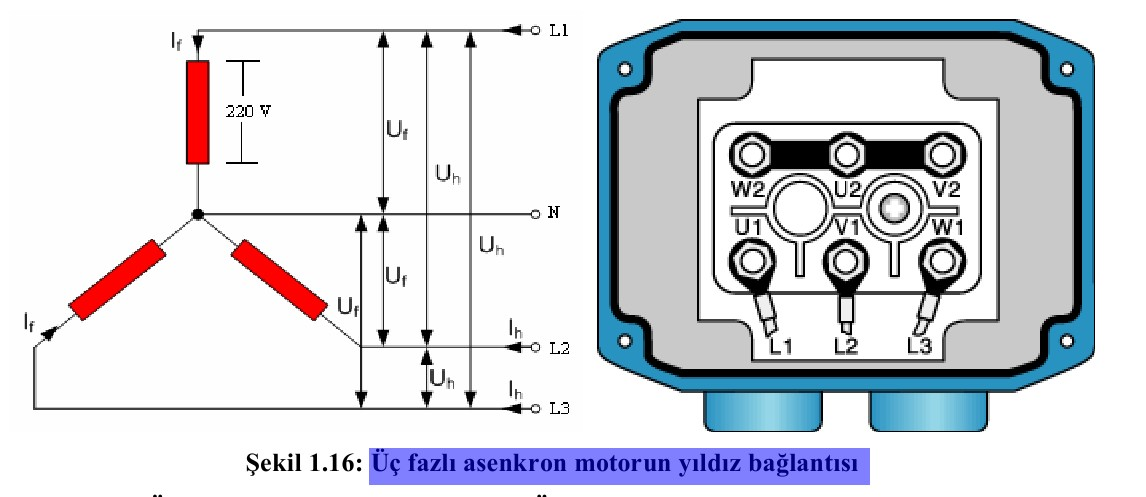 If
L1
220 V
Uf
Uh
N
Uh
Uf
Uf
If
Ih
L2
Uh
Ih
L3
W2 U2 V2
U1 V1 W1
L1 L2 L3
Şekil 1.16: Üç fazlı asenkron motorun yıldız bağlantısı